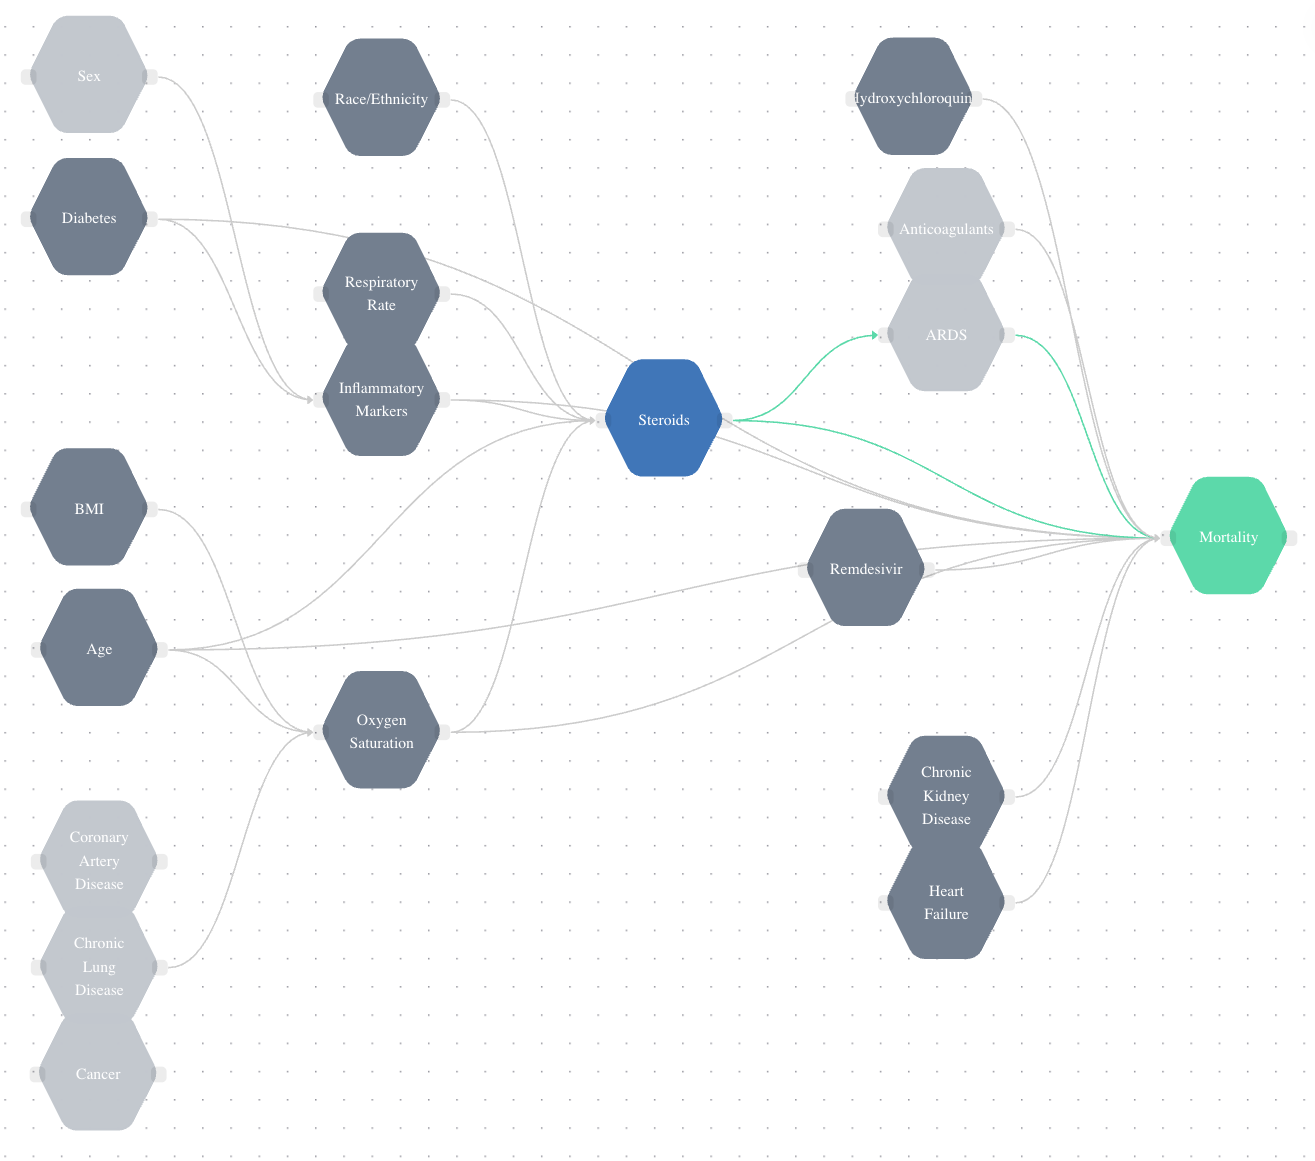 Sex
Diabetes
BMI
Age
Coronary
Artery
Disease
Chronic
Lung
Disease
Cancer
Race/Ethnicity
Respiratory
Rate
Inflammatory
Markers
Oxygen
Saturation
Steroids
Hydroxychloroquin
Anticoagulants
ARDS
Remdesivir
Chronic
Kidney
Disease
Heart
Failure
Mortality